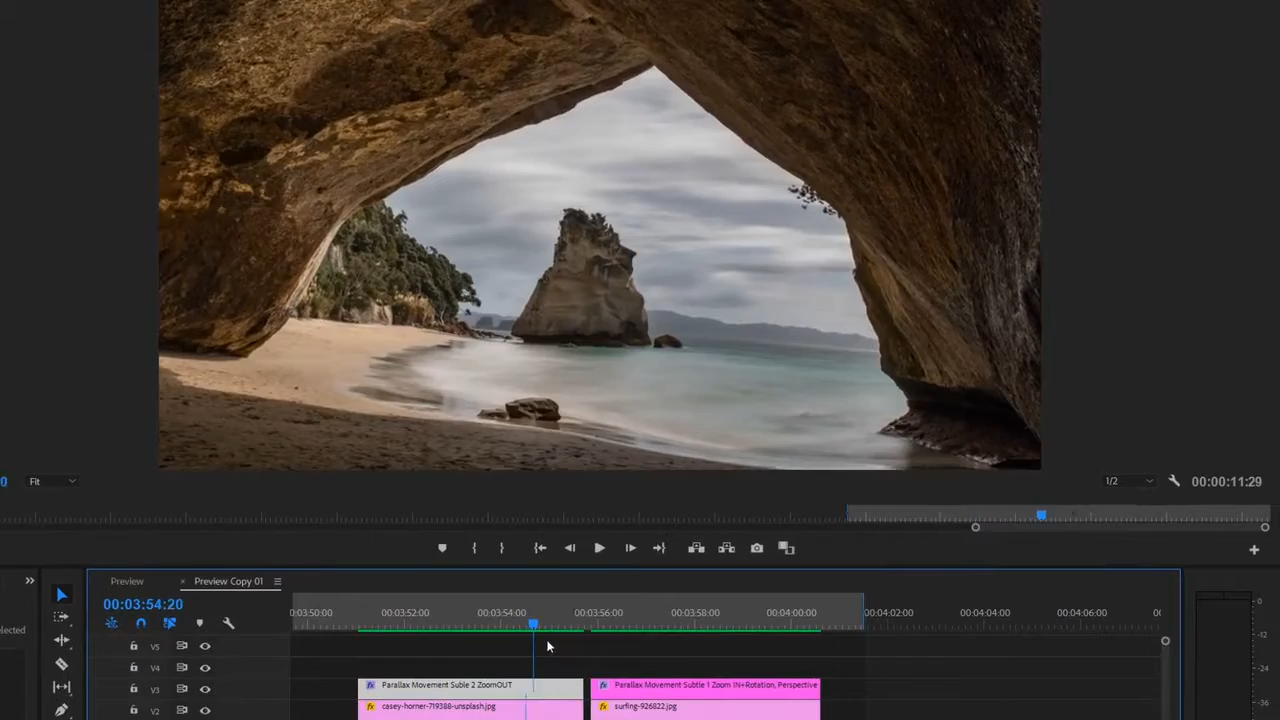 0
Fit
1/2
00:00:11:29
Preview
× Preview Copy 01
00:03:54:20
0:03:50:00 00:03:52:00 00:03:54:00 00:03:56:00 00:03:58:00 00:04:00:00 00:04:02:00 00:04:04:00 00:04:06:00 00
elected
V5
V4
V3
Parallax Movement Suble 2 ZoomOUT
Parallax Movement Subtle 1 Zoom IN+Rotation, Perspective
V2
casey-horner-719388-unsplash.jpg
surfing-926822.jpg
0
-12
-24
-36